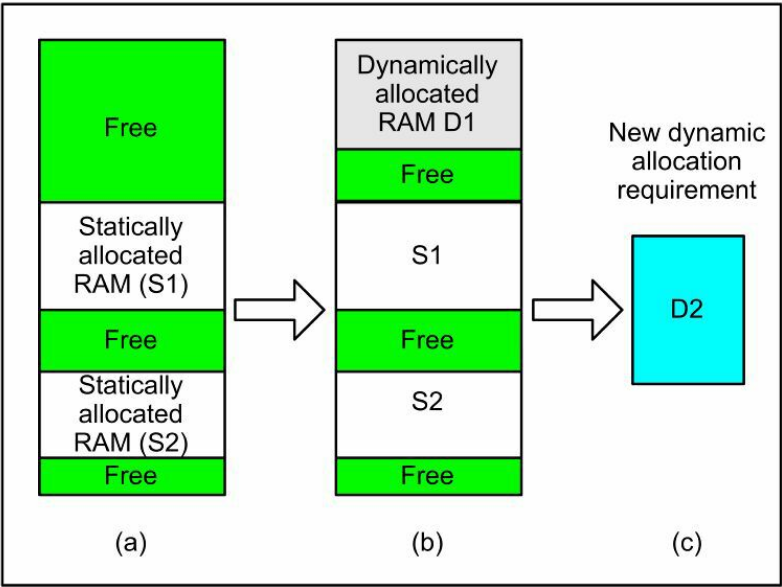 Free
Statically
allocated
RAM (S1)
Free
Statically
allocated
RAM (S2)
Free
(a)
Dynamically
allocated
RAM D1
Free
S1
Free
S2
Free
(b)
New dynamic
allocation
requirement
D2
(c)